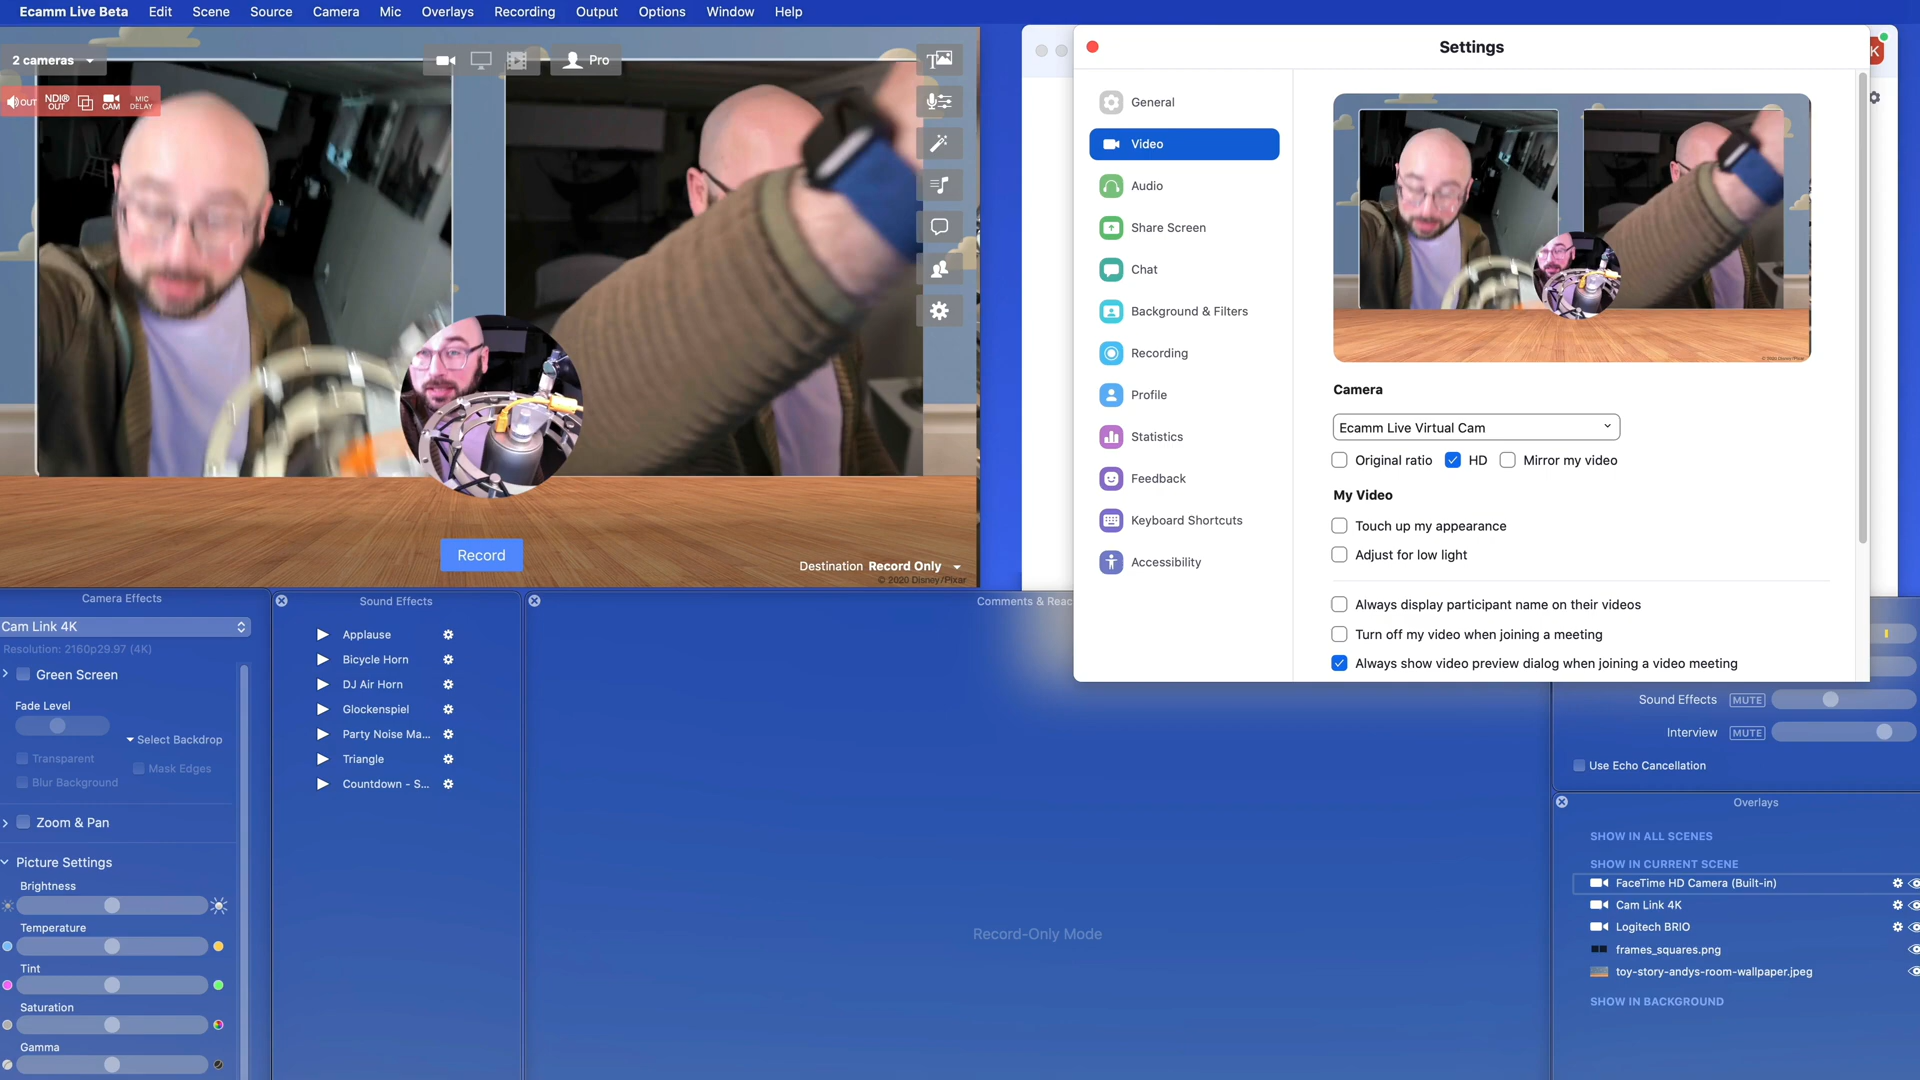 Ecamm Live Beta Edit Scene Source Camera Mic Overlays Recording Output Options Window Help
2 cameras
Pro
OUT NDI® OUT CAM MIC DELAY
Record
Destination Record Only
© 2020 Disney/Pixar
Settings
K
General
Video
Audio
Share Screen
Chat
Background & Filters
Recording
Profile
Statistics
Feedback
Keyboard Shortcuts
Accessibility
Camera
Ecamm Live Virtual Cam
Original ratio HD Mirror my video
My Video
Touch up my appearance
Adjust for low light
Always display participant name on their videos
Turn off my video when joining a meeting
Always show video preview dialog when joining a video meeting
Camera Effects
Cam Link 4K
Resolution: 2160p29.97 (4K)
Green Screen
Fade Level
Select Backdrop
Transparent
Mask Edges
Blur Background
Zoom & Pan
Picture Settings
Brightness
Temperature
Tint
Saturation
Gamma
Sound Effects
Applause
Bicycle Horn
DJ Air Horn
Glockenspiel
Party Noise Ma...
Triangle
Countdown - S...
Comments & Reac
Record-Only Mode
Sound Effects MUTE
Interview MUTE
Use Echo Cancellation
Overlays
SHOW IN ALL SCENES
SHOW IN CURRENT SCENE
FaceTime HD Camera (Built-in)
Cam Link 4K
Logitech BRIO
frames_squares.png
toy-story-andys-room-wallpaper.jpeg
SHOW IN BACKGROUND